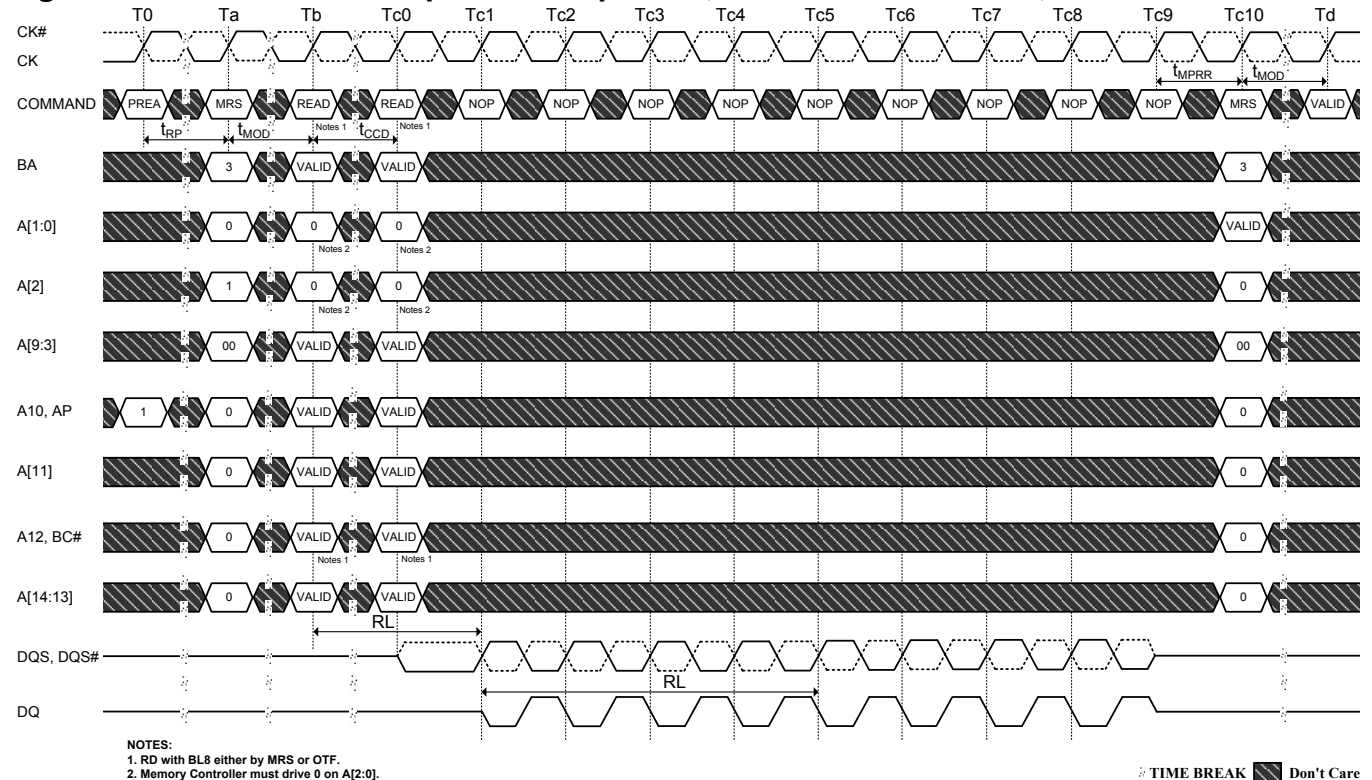 T0 Ta Tb Tc0 Tc1 Tc2 Tc3 Tc4 Tc5 Tc6 Tc7 Tc8 Tc9 Tc10 Td
CK#
CK
tMPRR tMOD
COMMAND PREA MRS READ READ NOP NOP NOP NOP NOP NOP NOP NOP NOP MRS VALID
Notes 1 Notes 1
tRP tMOD tCCD
BA 3 VALID VALID 3
A[1:0] 0 0 0 VALID
Notes 2 Notes 2
A[2] 1 0 0 0
Notes 2 Notes 2
A[9:3] 00 VALID VALID 00
A10, AP 1 0 VALID VALID 0
A[11] 0 VALID VALID 0
A12, BC# 0 VALID VALID 0
Notes 1 Notes 1
A[14:13] 0 VALID VALID 0
RL
DQS, DQS#
RL
DQ
NOTES:
1. RD with BL8 either by MRS or OTF.
2. Memory Controller must drive 0 on A[2:0].
TIME BREAK Don't Care